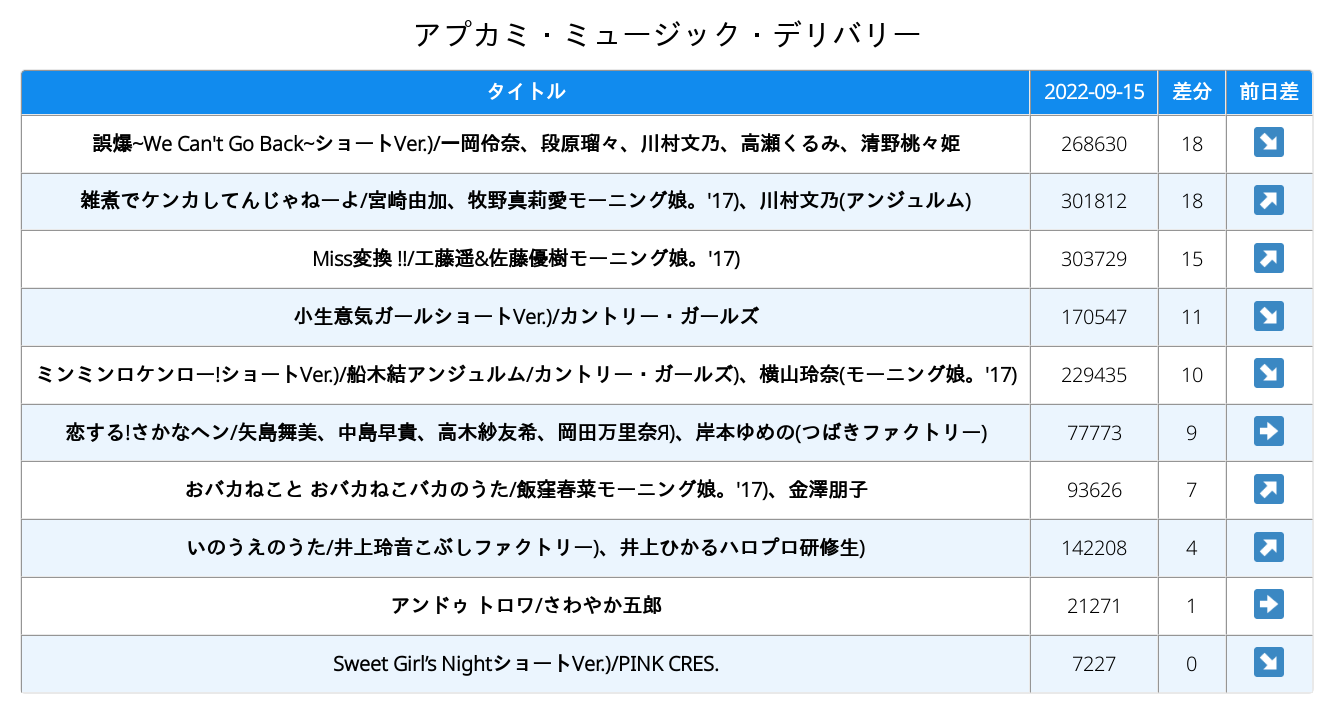 アプカミ・ミュージック・デリバリー
タイトル 2022-09-15 差分 前日差
誤爆~We Can't Go Back~ショートVer.)/一岡伶奈、段原瑠々、川村文乃、高瀬くるみ、清野桃々姫 268630 18
雑煮でケンカしてんじゃねーよ/宮崎由加、牧野真莉愛モーニング娘。'17)、川村文乃(アンジュルム) 301812 18
Miss変換 !!/工藤遥&佐藤優樹モーニング娘。'17) 303729 15
小生意気ガールショートVer.)/カントリー・ガールズ 170547 11
ミンミンロケンロー!ショートVer.)/船木結アンジュルム/カントリー・ガールズ)、横山玲奈(モーニング娘。'17) 229435 10
恋する!さかなヘン/矢島舞美、中島早貴、高木紗友希、岡田万里奈Я)、岸本ゆめの(つばきファクトリー) 77773 9
おバカねこと おバカねこバカのうた/飯窪春菜モーニング娘。'17)、金澤朋子 93626 7
いのうえのうた/井上玲音こぶしファクトリー)、井上ひかるハロプロ研修生) 142208 4
アンドゥ トロワ/さわやか五郎 21271 1
Sweet Girl’s NightショートVer.)/PINK CRES. 7227 0